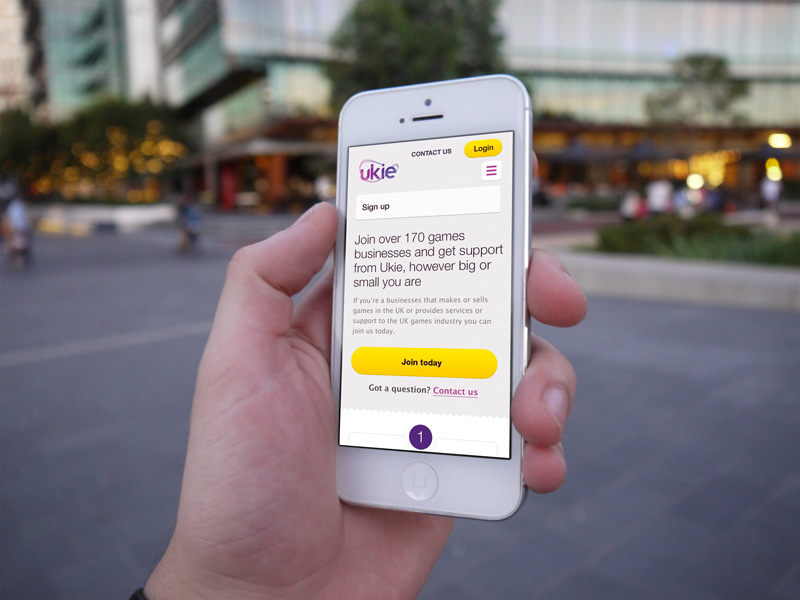 CONTACT US
Login
ukie
Sign up
Join over 170 games
businesses and get support
from Ukie, however big or
small you are
If you're a businesses that makes or sells
games in the UK or provides services or
support to the UK games industry you can
join us today.
Join today
Got a question? Contact us
1